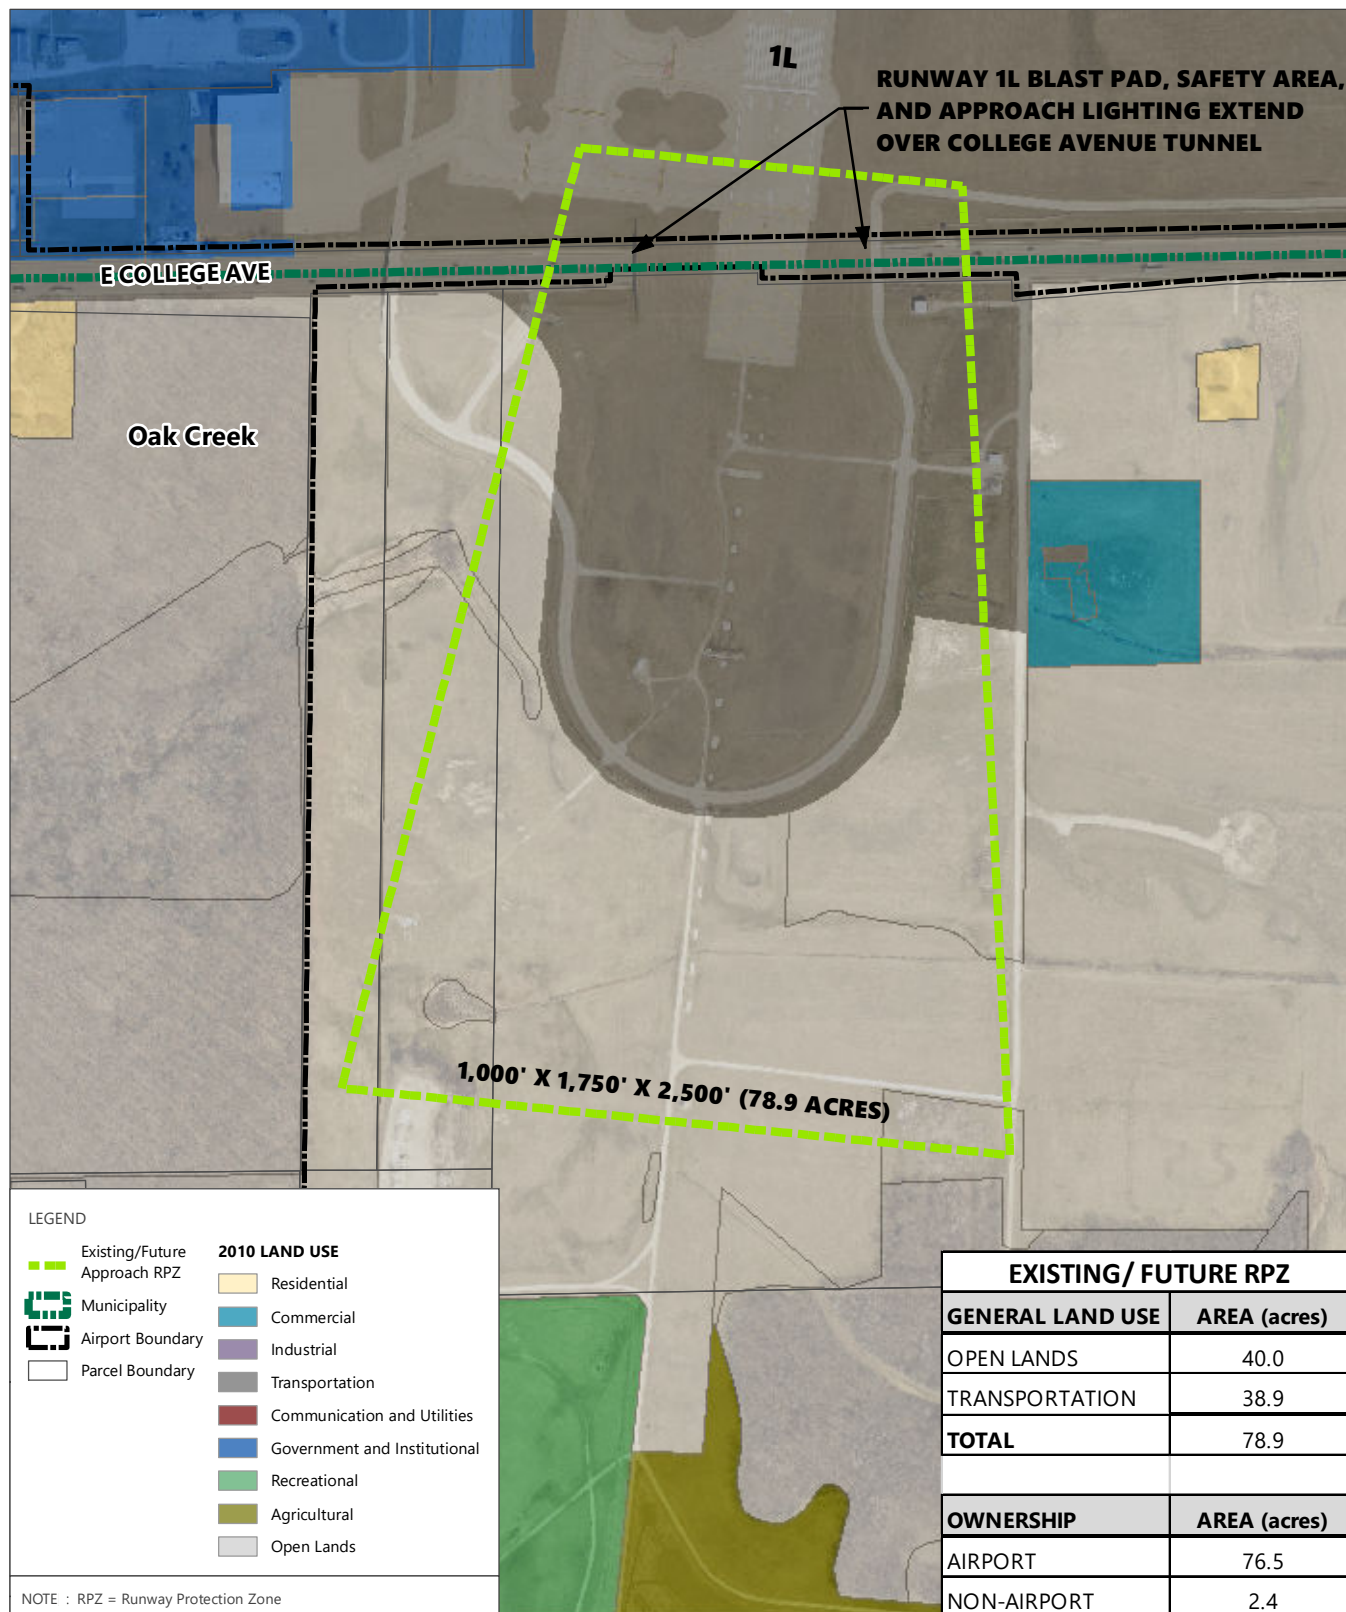 1L
RUNWAY 1L BLAST PAD, SAFETY AREA,
AND APPROACH LIGHTING EXTEND
OVER COLLEGE AVENUE TUNNEL
E COLLEGE AVE
Oak Creek
1,000' X 1,750' X 2,500' (78.9 ACRES)
LEGEND
Existing/Future
Approach RPZ
Municipality
Airport Boundary
Parcel Boundary
2010 LAND USE
Residential
Commercial
Industrial
Transportation
Communication and Utilities
Government and Institutional
Recreational
Agricultural
Open Lands
NOTE : RPZ = Runway Protection Zone
EXISTING/ FUTURE RPZ
GENERAL LAND USE AREA (acres)
OPEN LANDS 40.0
TRANSPORTATION 38.9
TOTAL 78.9
OWNERSHIP AREA (acres)
AIRPORT 76.5
NON-AIRPORT 2.4